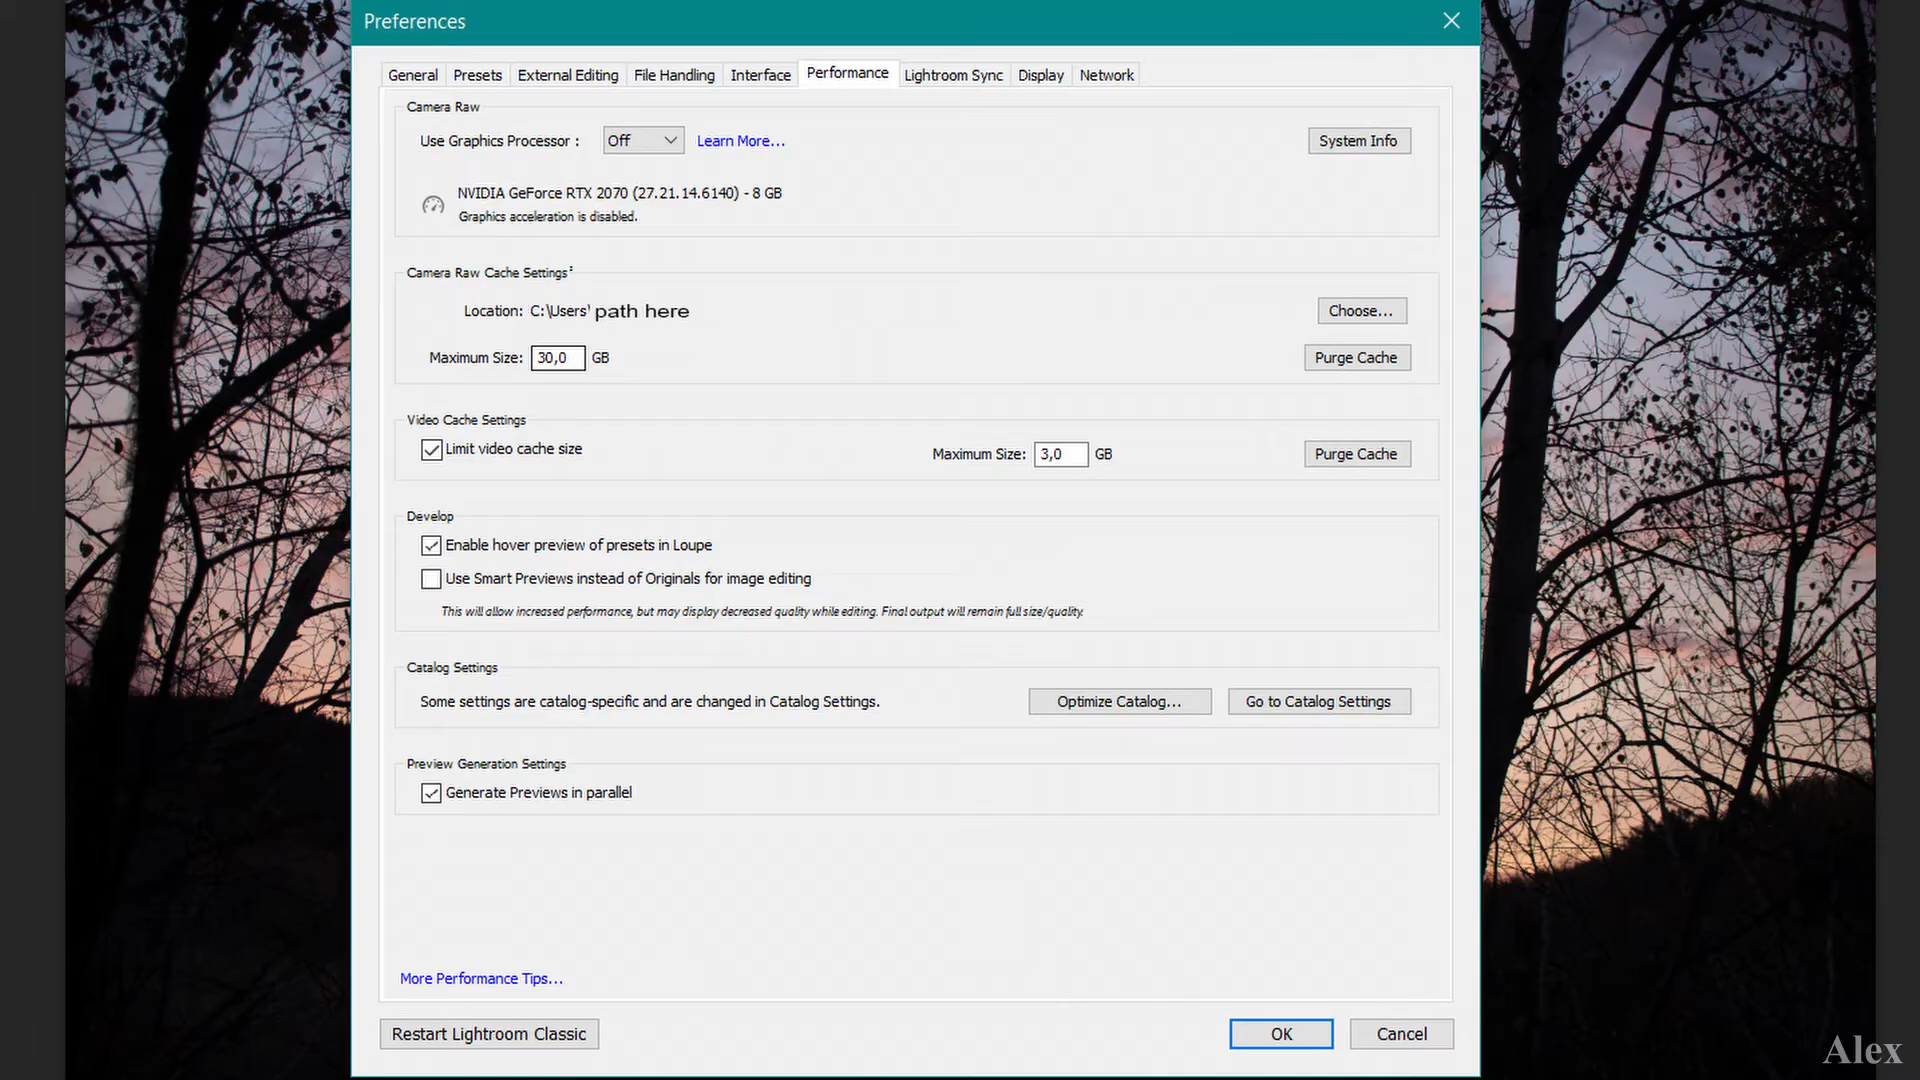 Preferences
General Presets External Editing File Handling Interface Performance Lightroom Sync Display Network
Camera Raw
Use Graphics Processor : Off Learn More... System Info
NVIDIA GeForce RTX 2070 (27.21.14.6140) - 8 GB
Graphics acceleration is disabled.
Camera Raw Cache Settings
Location: C:\Users' path here Choose...
Maximum Size: 30,0 GB Purge Cache
Video Cache Settings
Limit video cache size Maximum Size: 3,0 GB Purge Cache
Develop
Enable hover preview of presets in Loupe
Use Smart Previews instead of Originals for image editing
This will allow increased performance, but may display decreased quality while editing. Final output will remain full size/quality.
Catalog Settings
Some settings are catalog-specific and are changed in Catalog Settings. Optimize Catalog... Go to Catalog Settings
Preview Generation Settings
Generate Previews in parallel
More Performance Tips...
Restart Lightroom Classic OK Cancel
Alex